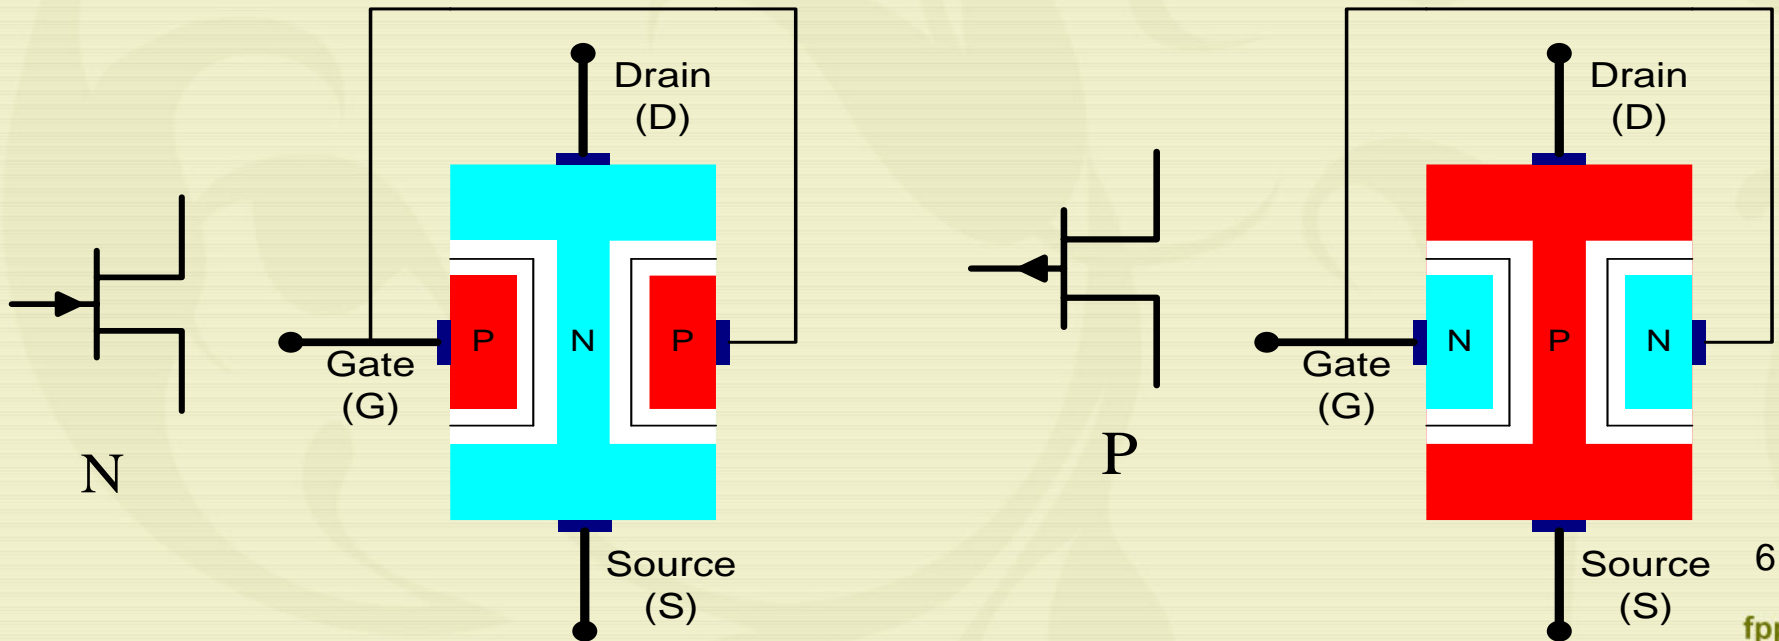 Drain
(D)
P
N
P
Gate
(G)
N
Source
(S)
Drain
(D)
N
P
N
Gate
(G)
P
Source
(S)
6